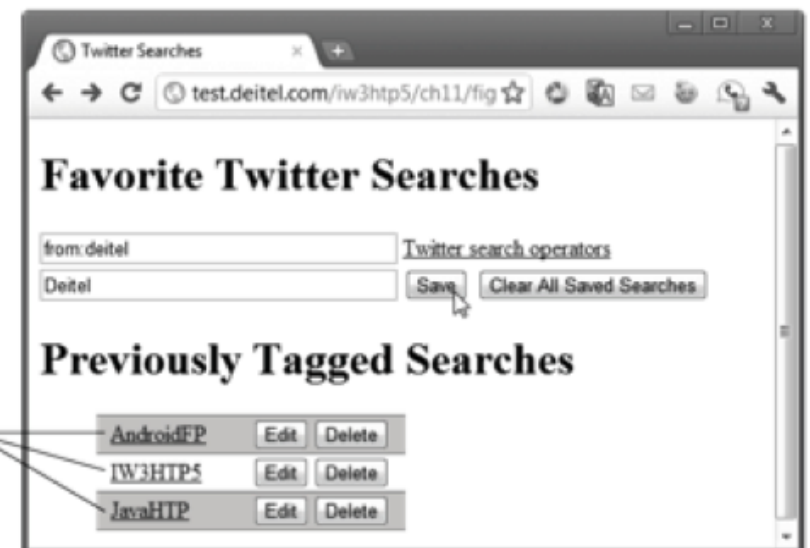 Twitter Searches
test.deitel.com/iw3htp5/ch11/fig
Favorite Twitter Searches
from:deitel Twitter search operators
Deitel Save Clear All Saved Searches
Previously Tagged Searches
AndroidFP Edit Delete
IW3HTP5 Edit Delete
JavaHTP Edit Delete